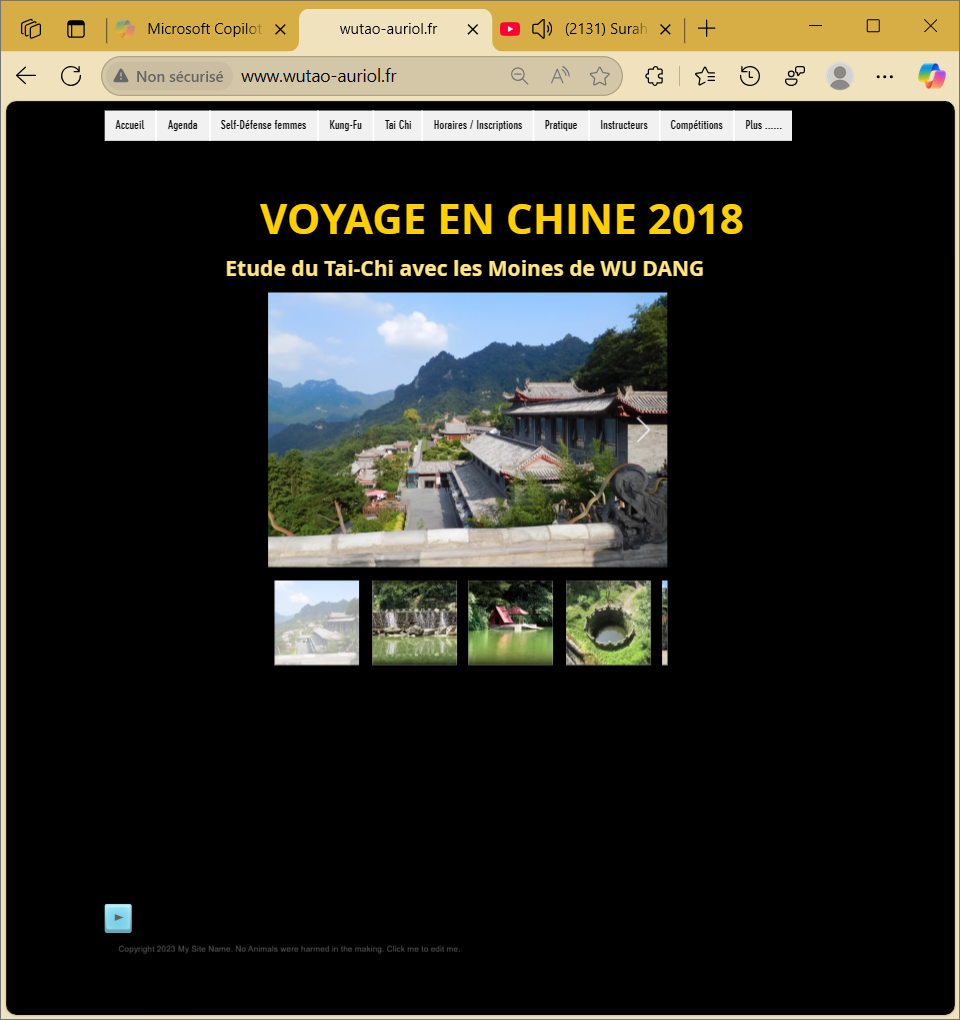 Microsoft Copilot
wutao-auriol.fr
(2131) Surah
Non sécurisé
www.wutao-auriol.fr
Accueil Agenda Self-Défense femmes Kung-Fu Tai Chi Horaires / Inscriptions Pratique Instructeurs Compétitions Plus ......
VOYAGE EN CHINE 2018
Etude du Tai-Chi avec les Moines de WU DANG
Copyright 2023 My Site Name. No Animals were harmed in the making. Click me to edit me.